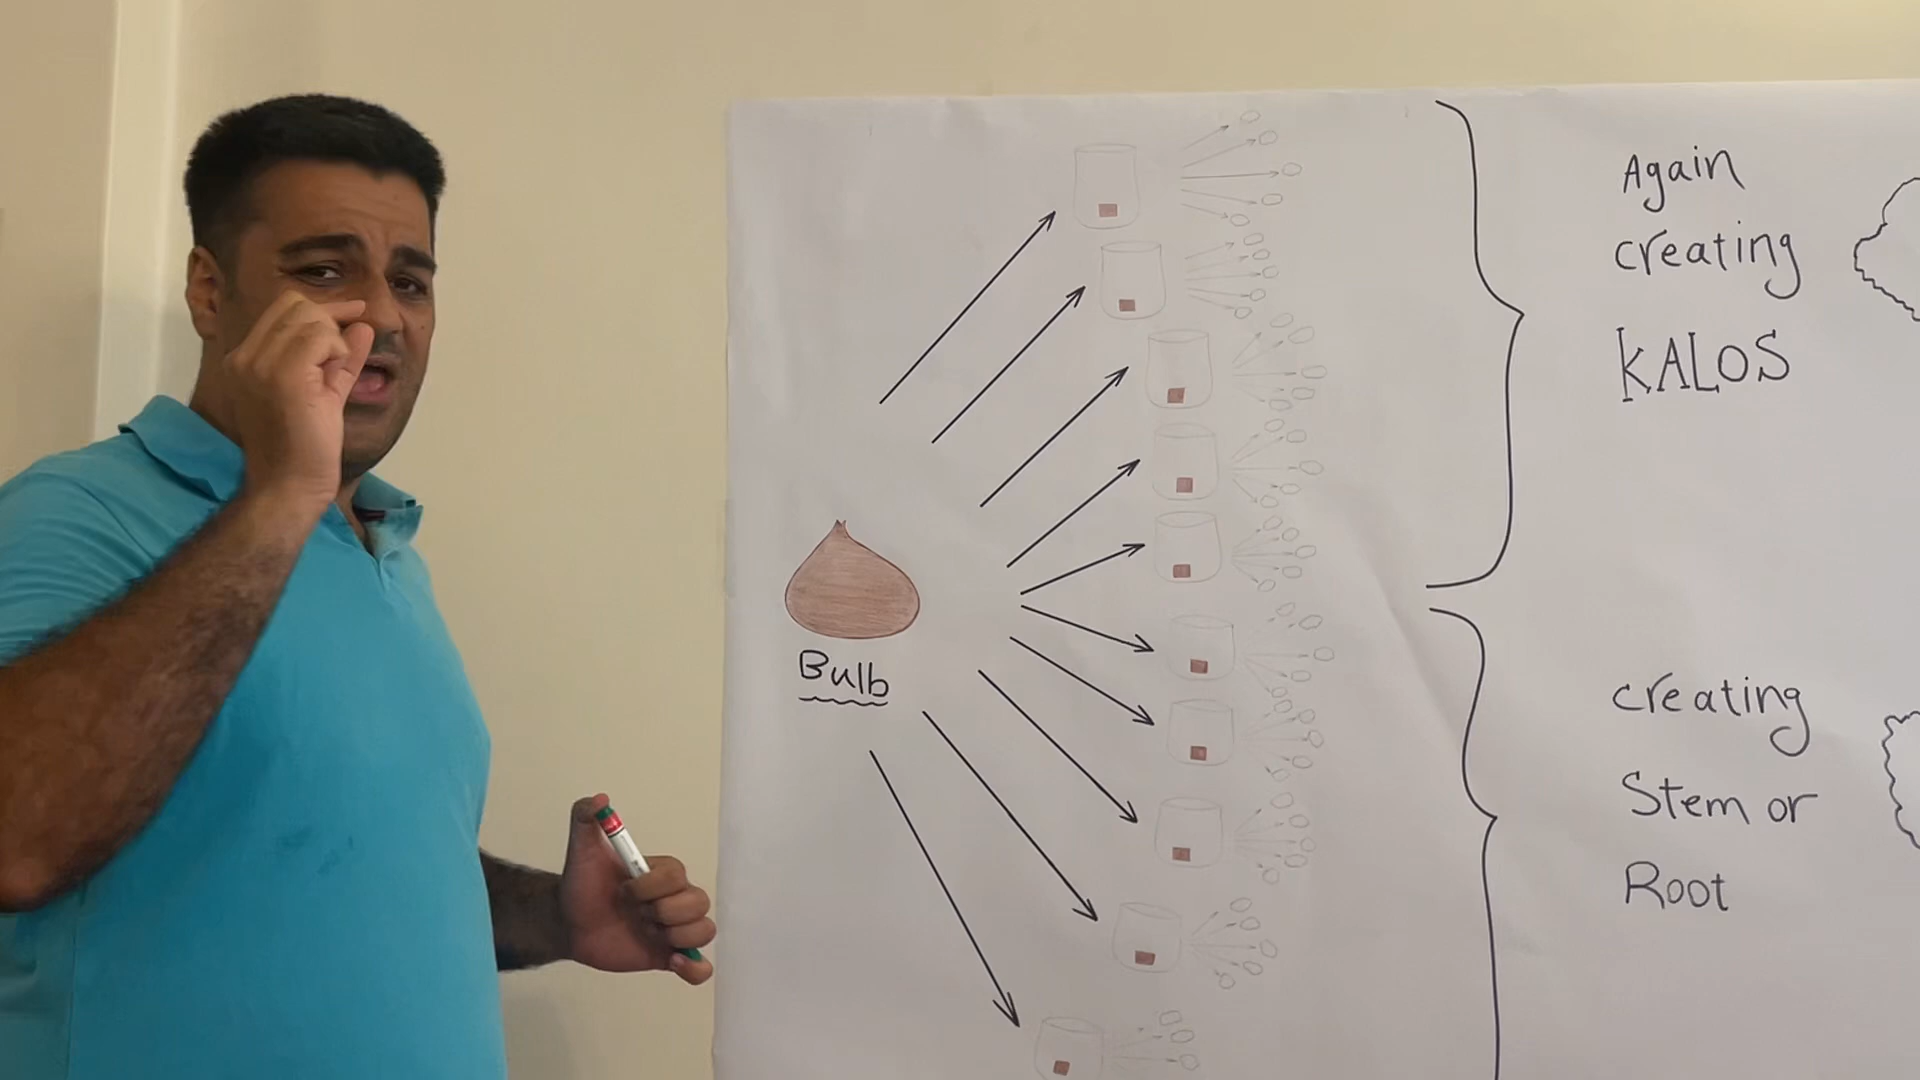 Again
creating
KALOS
Bulb
creating
Stem or
Root